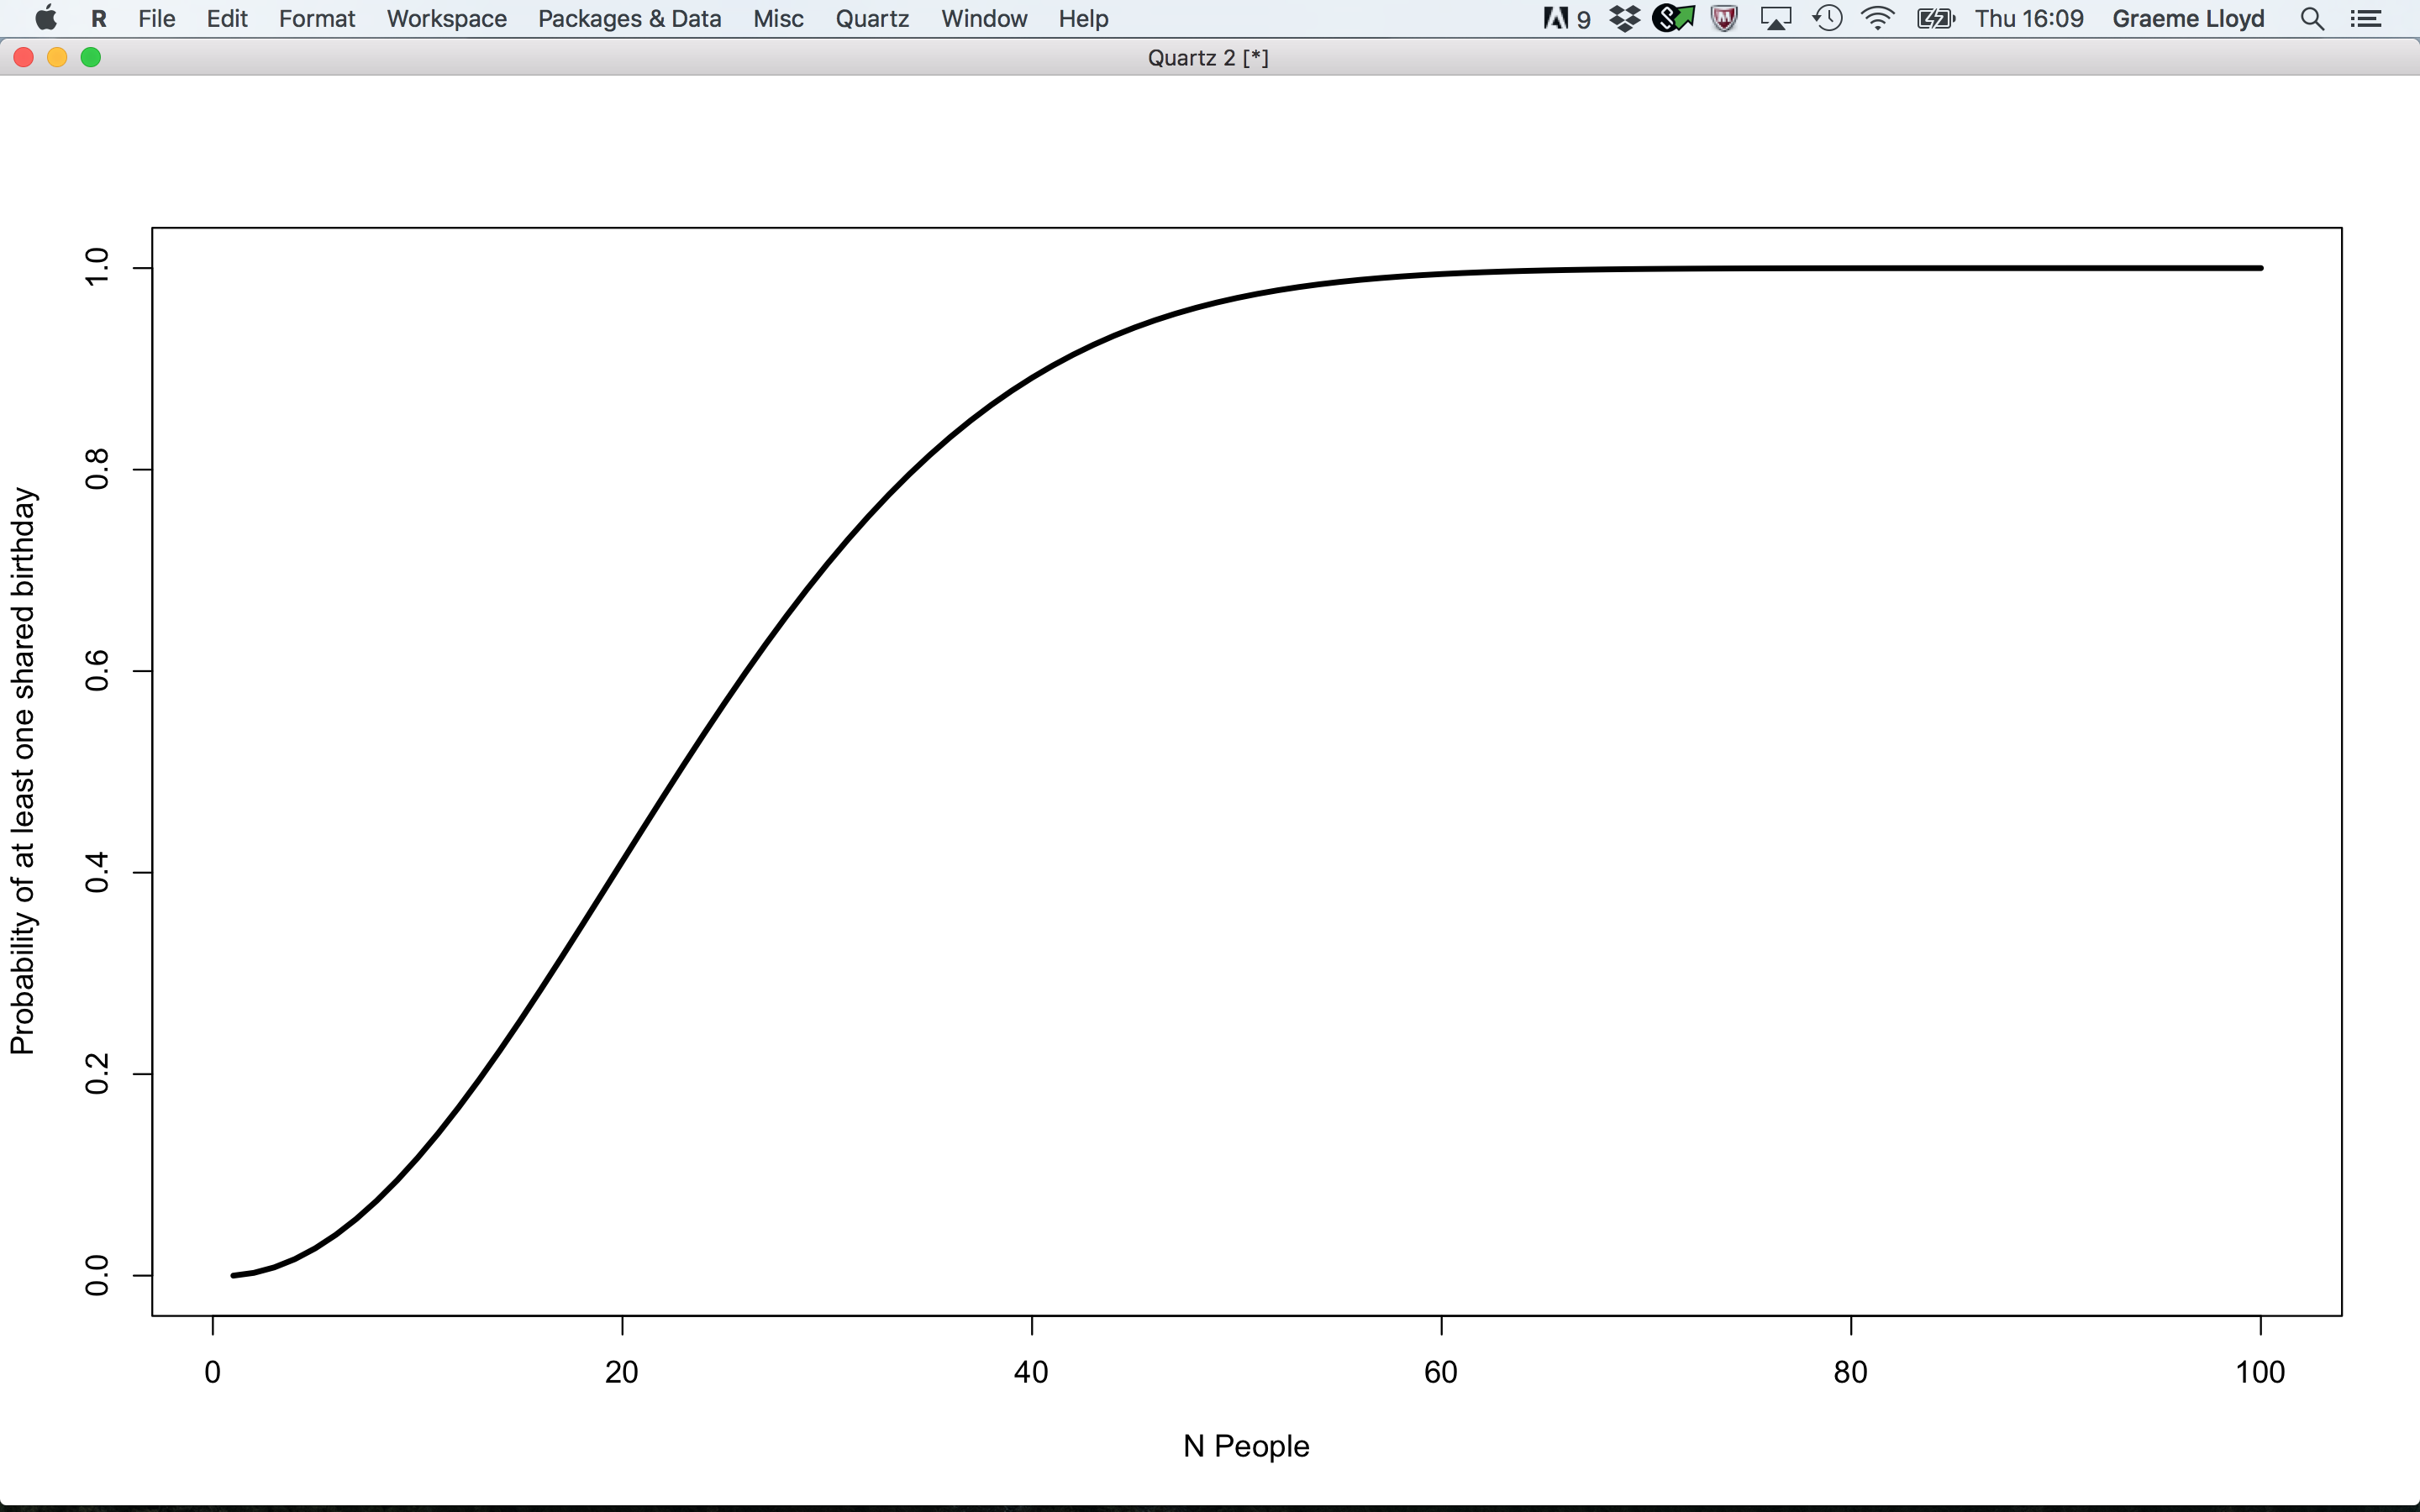 R File Edit Format Workspace Packages & Data Misc Quartz Window Help 9 Thu 16:09 Graeme Lloyd
Quartz 2 [*]
Probability of at least one shared birthday
1.0
0.8
0.6
0.4
0.2
0.0
0 20 40 60 80 100
N People